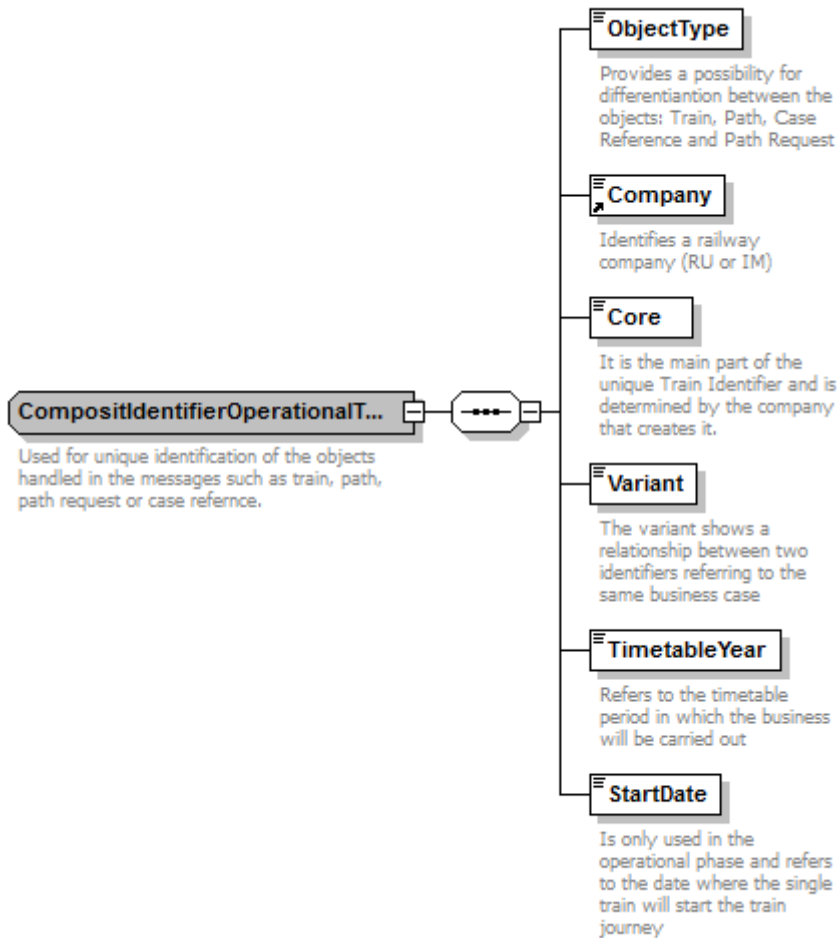 ObjectType
Provides a possibility for
differentiantion between the
objects: Train, Path, Case
Reference and Path Request
Company
Identifies a railway
company (RU or IM)
Core
It is the main part of the
unique Train Identifier and is
determined by the company
that creates it.
CompositIdentifierOperationalT...
Used for unique identification of the objects
handled in the messages such as train, path,
path request or case refernce.
Variant
The variant shows a
relationship between two
identifiers referring to the
same business case
TimetableYear
Refers to the timetable
period in which the business
will be carried out
StartDate
Is only used in the
operational phase and refers
to the date where the single
train will start the train
journey